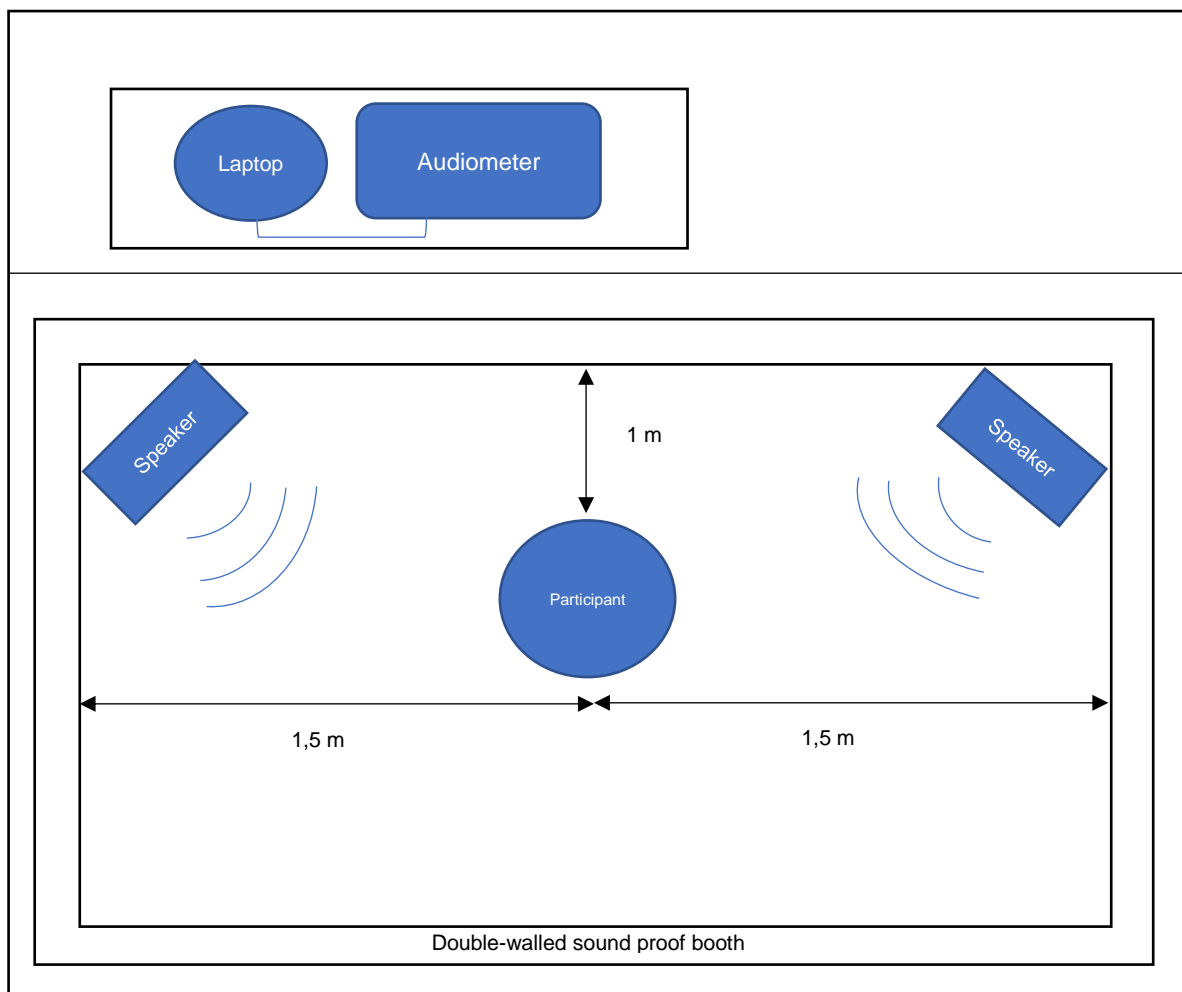 Laptop
Audiometer
Speaker
Speaker
1 m
Participant
1,5 m
1,5 m
Double-walled sound proof booth